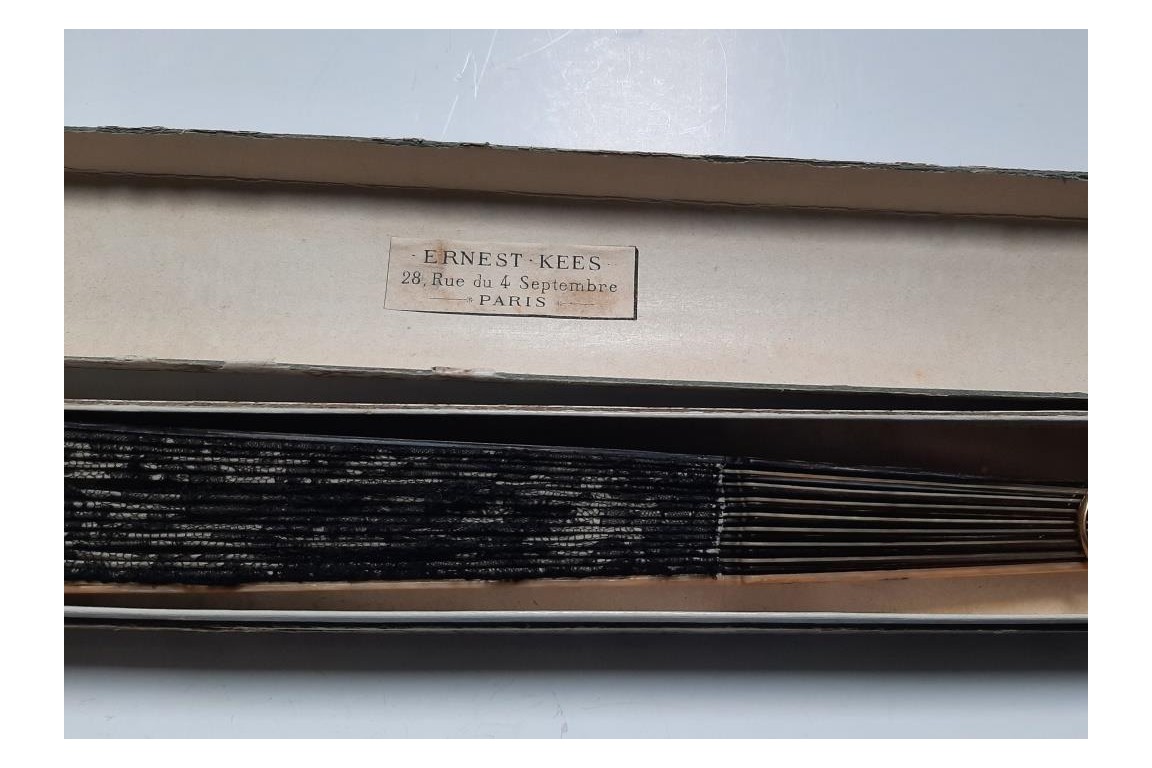 · ERNEST · KEES ·
28, Rue du 4 Septembre
PARIS